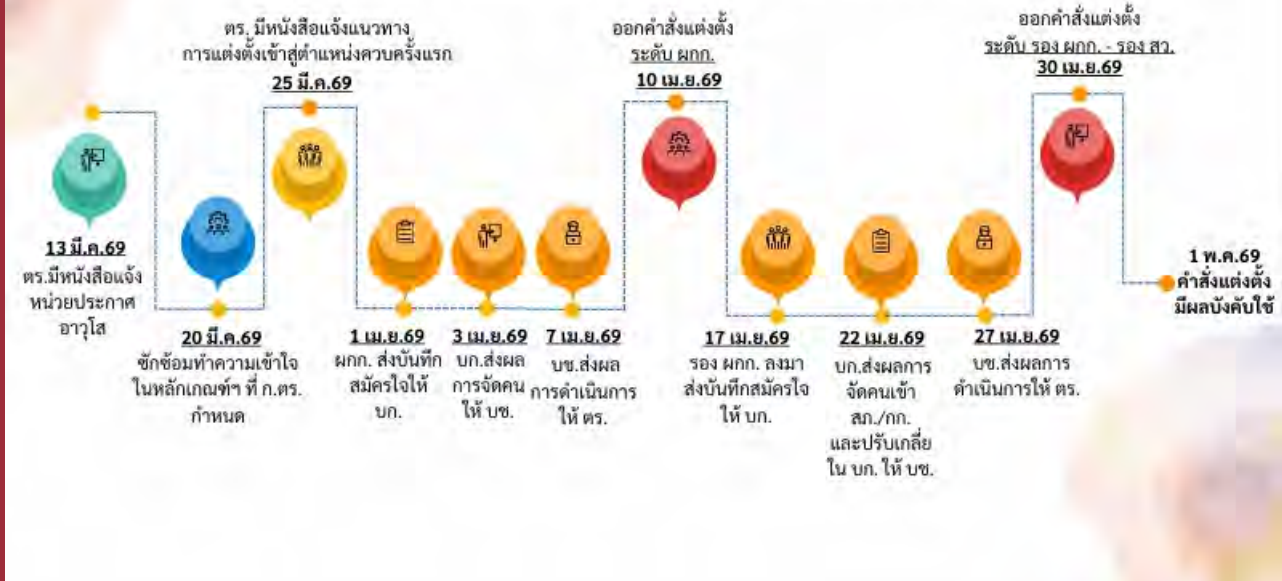 13 มี.ค.69
ตร.มีหนังสือแจ้ง
หน่วยประกาศ
อาวุโส
20 มี.ค.69
ซักซ้อมทำความเข้าใจ
ในหลักเกณฑ์ฯ ที่ ก.ตร.
กำหนด
ตร. มีหนังสือแจ้งแนวทาง
การแต่งตั้งเข้าสู่ตำแหน่งควบครั้งแรก
25 มี.ค.69
1 เม.ย.69
ผกก. ส่งบันทึก
สมัครใจให้
บก.
3 เม.ย.69
บก.ส่งผล
การจัดคน
ให้ บช.
7 เม.ย.69
บช.ส่งผล
การดำเนินการ
ให้ ตร.
ออกคำสั่งแต่งตั้ง
ระดับ ผกก.
10 เม.ย.69
17 เม.ย.69
รอง ผกก. ลงมา
ส่งบันทึกสมัครใจ
ให้ บก.
22 เม.ย.69
บก.ส่งผลการ
จัดคนเข้า
สภ./กก.
และปรับเกลี่ย
ใน บก. ให้ บช.
27 เม.ย.69
บช.ส่งผลการ
ดำเนินการให้ ตร.
ออกคำสั่งแต่งตั้ง
ระดับ รอง ผกก. - รอง สว.
30 เม.ย.69
1 พ.ค.69
คำสั่งแต่งตั้ง
มีผลบังคับใช้